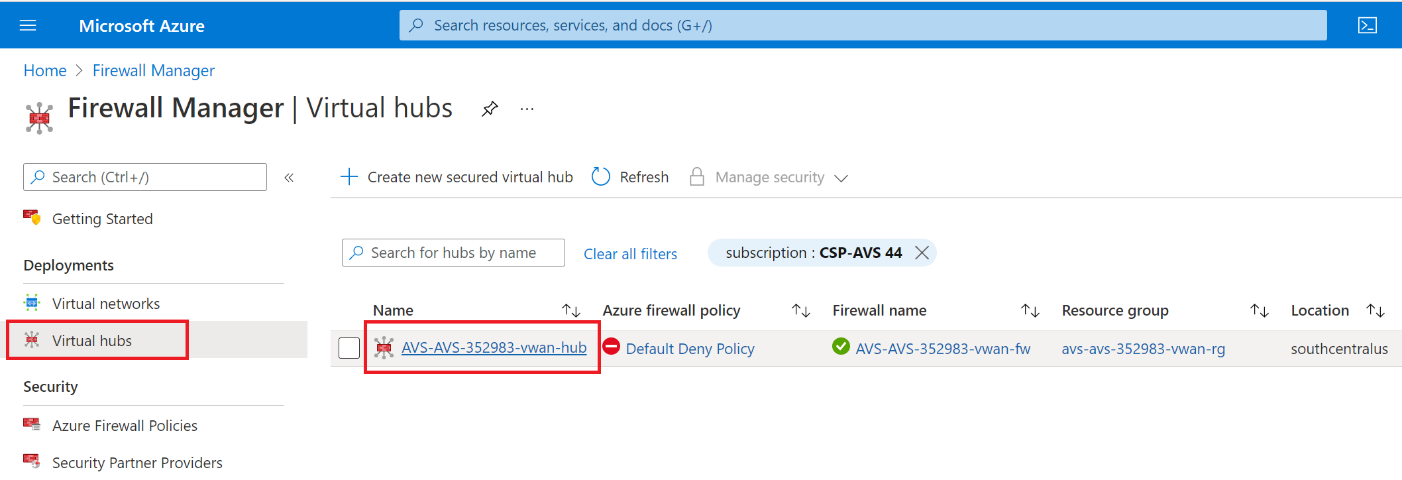 Microsoft Azure
Search resources, services, and docs (G+/)
Home > Firewall Manager
Firewall Manager | Virtual hubs ...
Search (Ctrl+/) «
Create new secured virtual hub Refresh Manage security
Getting Started
Search for hubs by name Clear all filters subscription : CSP-AVS 44
Deployments
Virtual networks
Name Azure firewall policy Firewall name Resource group Location
Virtual hubs
AVS-AVS-352983-vwan-hub Default Deny Policy AVS-AVS-352983-vwan-fw avs-avs-352983-vwan-rg southcentralus
Security
Azure Firewall Policies
Security Partner Providers